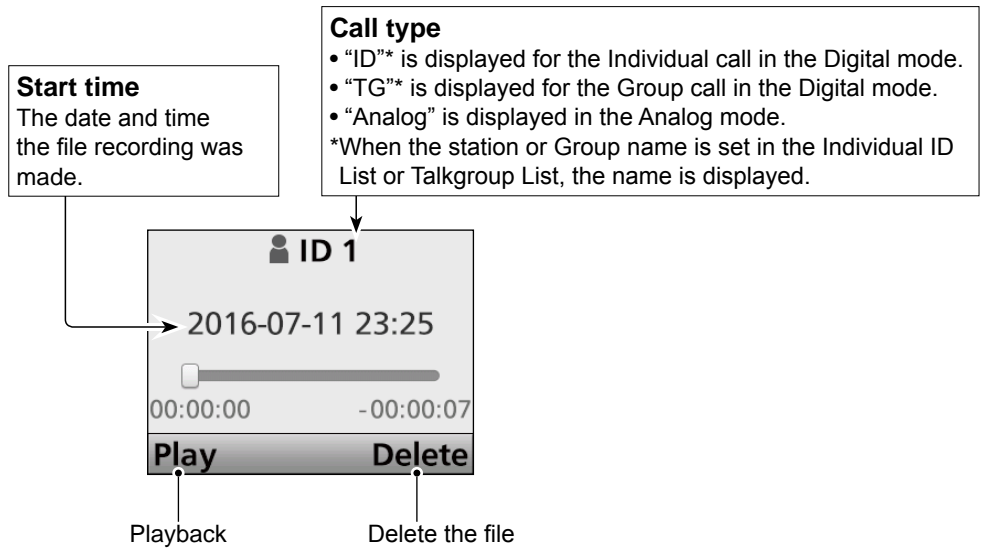 Call type
• “ID”* is displayed for the Individual call in the Digital mode.
• “TG”* is displayed for the Group call in the Digital mode.
• “Analog” is displayed in the Analog mode.
*When the station or Group name is set in the Individual ID
List or Talkgroup List, the name is displayed.
Start time
The date and time
the file recording was
made.
ID 1
2016-07-11 23:25
00:00:00 -00:00:07
Play Delete
Playback Delete the file